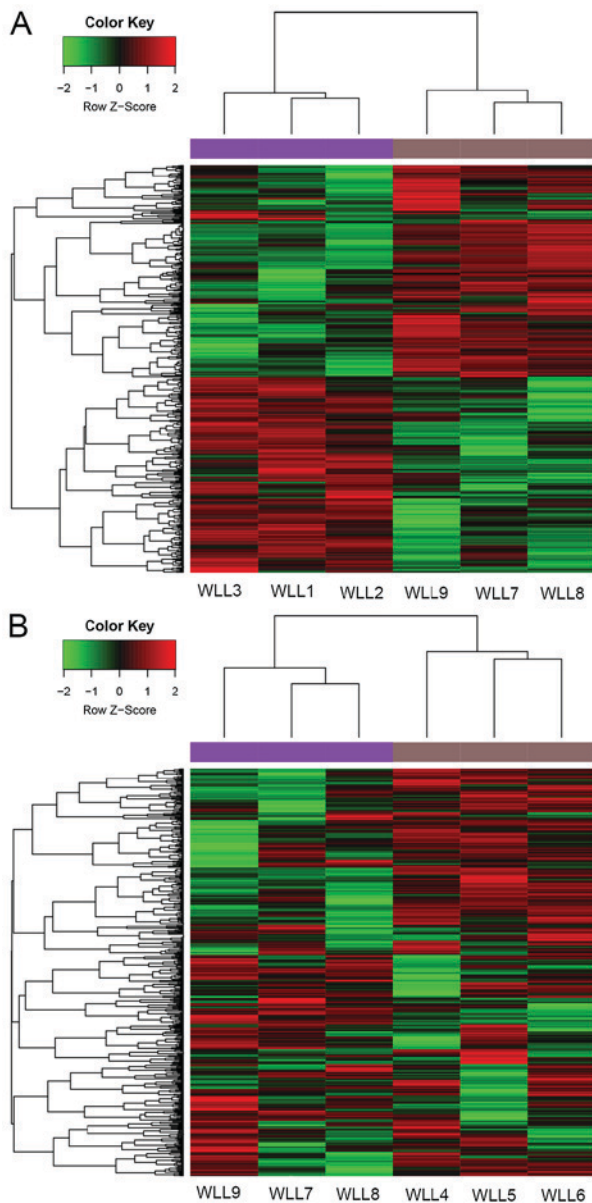 A
Color Key
−2 −1 0 1 2
Row Z−Score
WLL3 WLL1 WLL2 WLL9 WLL7 WLL8
B
Color Key
−2 −1 0 1 2
Row Z−Score
WLL9 WLL7 WLL8 WLL4 WLL5 WLL6